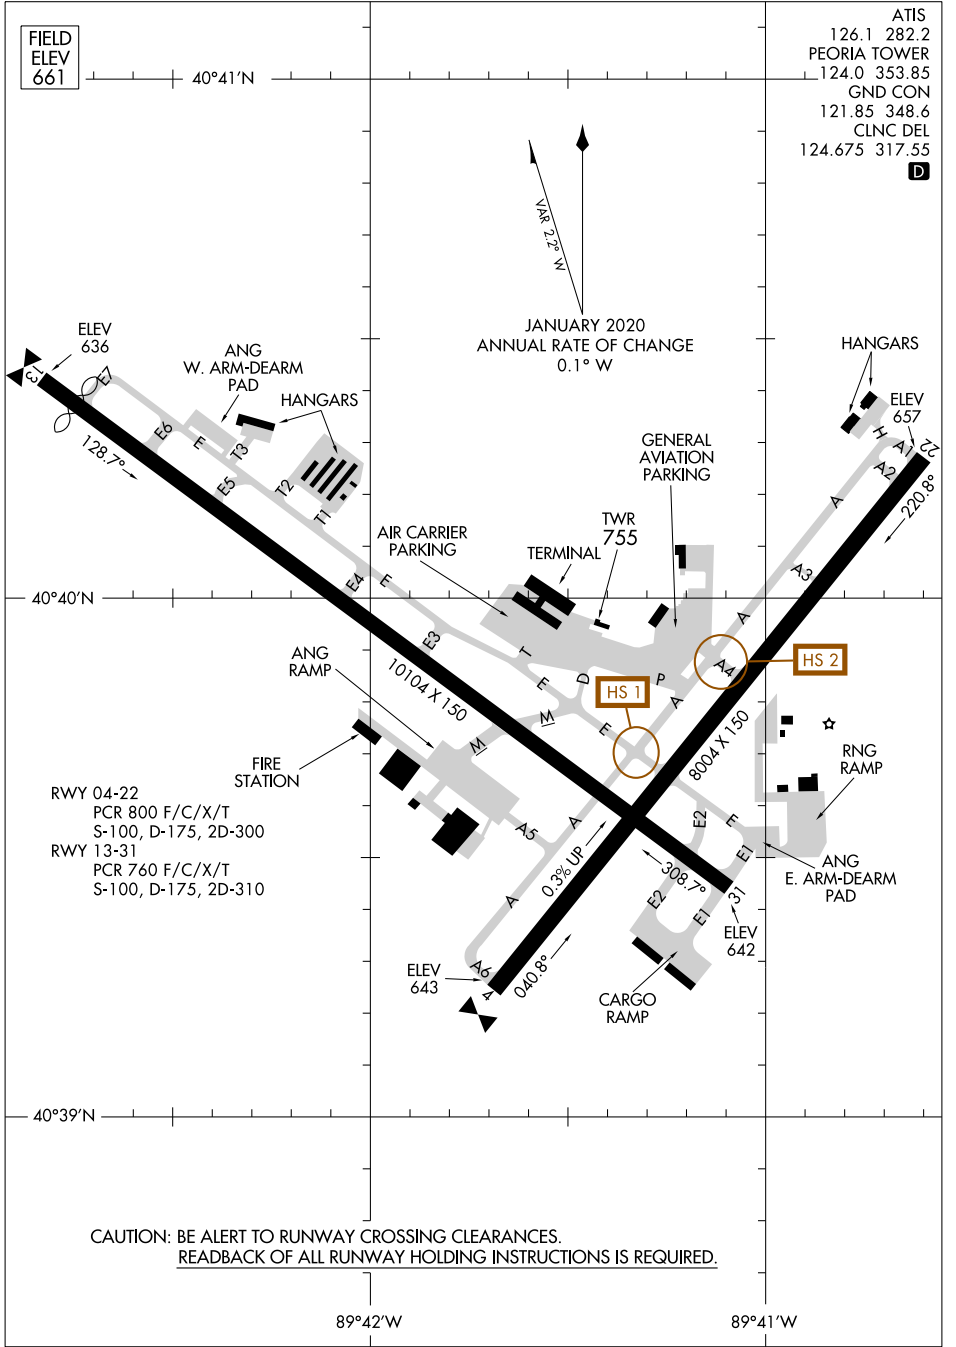 FIELD
ELEV
661
ATIS
126.1 282.2
PEORIA TOWER
124.0 353.85
GND CON
121.85 348.6
CLNC DEL
124.675 317.55
D
40°41'N
VAR 2.2° W
JANUARY 2020
ANNUAL RATE OF CHANGE
0.1° W
ELEV
636
13
E7
ANG
W. ARM-DEARM
PAD
HANGARS
E6
E
T3
128.7°
E5
T2
T1
HANGARS
ELEV
657
22
H
A1
A2
220.8°
A
GENERAL
AVIATION
PARKING
TWR
755
TERMINAL
AIR CARRIER
PARKING
A3
40°40'N
E4
E
A
E3
T
ANG
RAMP
10104 X 150
E
D
P
A4
HS 2
HS 1
A
M
E
M
8004 X 150
FIRE
STATION
RNG
RAMP
RWY 04-22
PCR 800 F/C/X/T
S-100, D-175, 2D-300
RWY 13-31
PCR 760 F/C/X/T
S-100, D-175, 2D-310
A5
A
E2
E
E1
0.3% UP
308.7°
ANG
E. ARM-DEARM
PAD
A
E2
31
E1
ELEV
642
A6
ELEV
643
4
040.8°
CARGO
RAMP
40°39'N
CAUTION: BE ALERT TO RUNWAY CROSSING CLEARANCES.
READBACK OF ALL RUNWAY HOLDING INSTRUCTIONS IS REQUIRED.
89°42'W
89°41'W